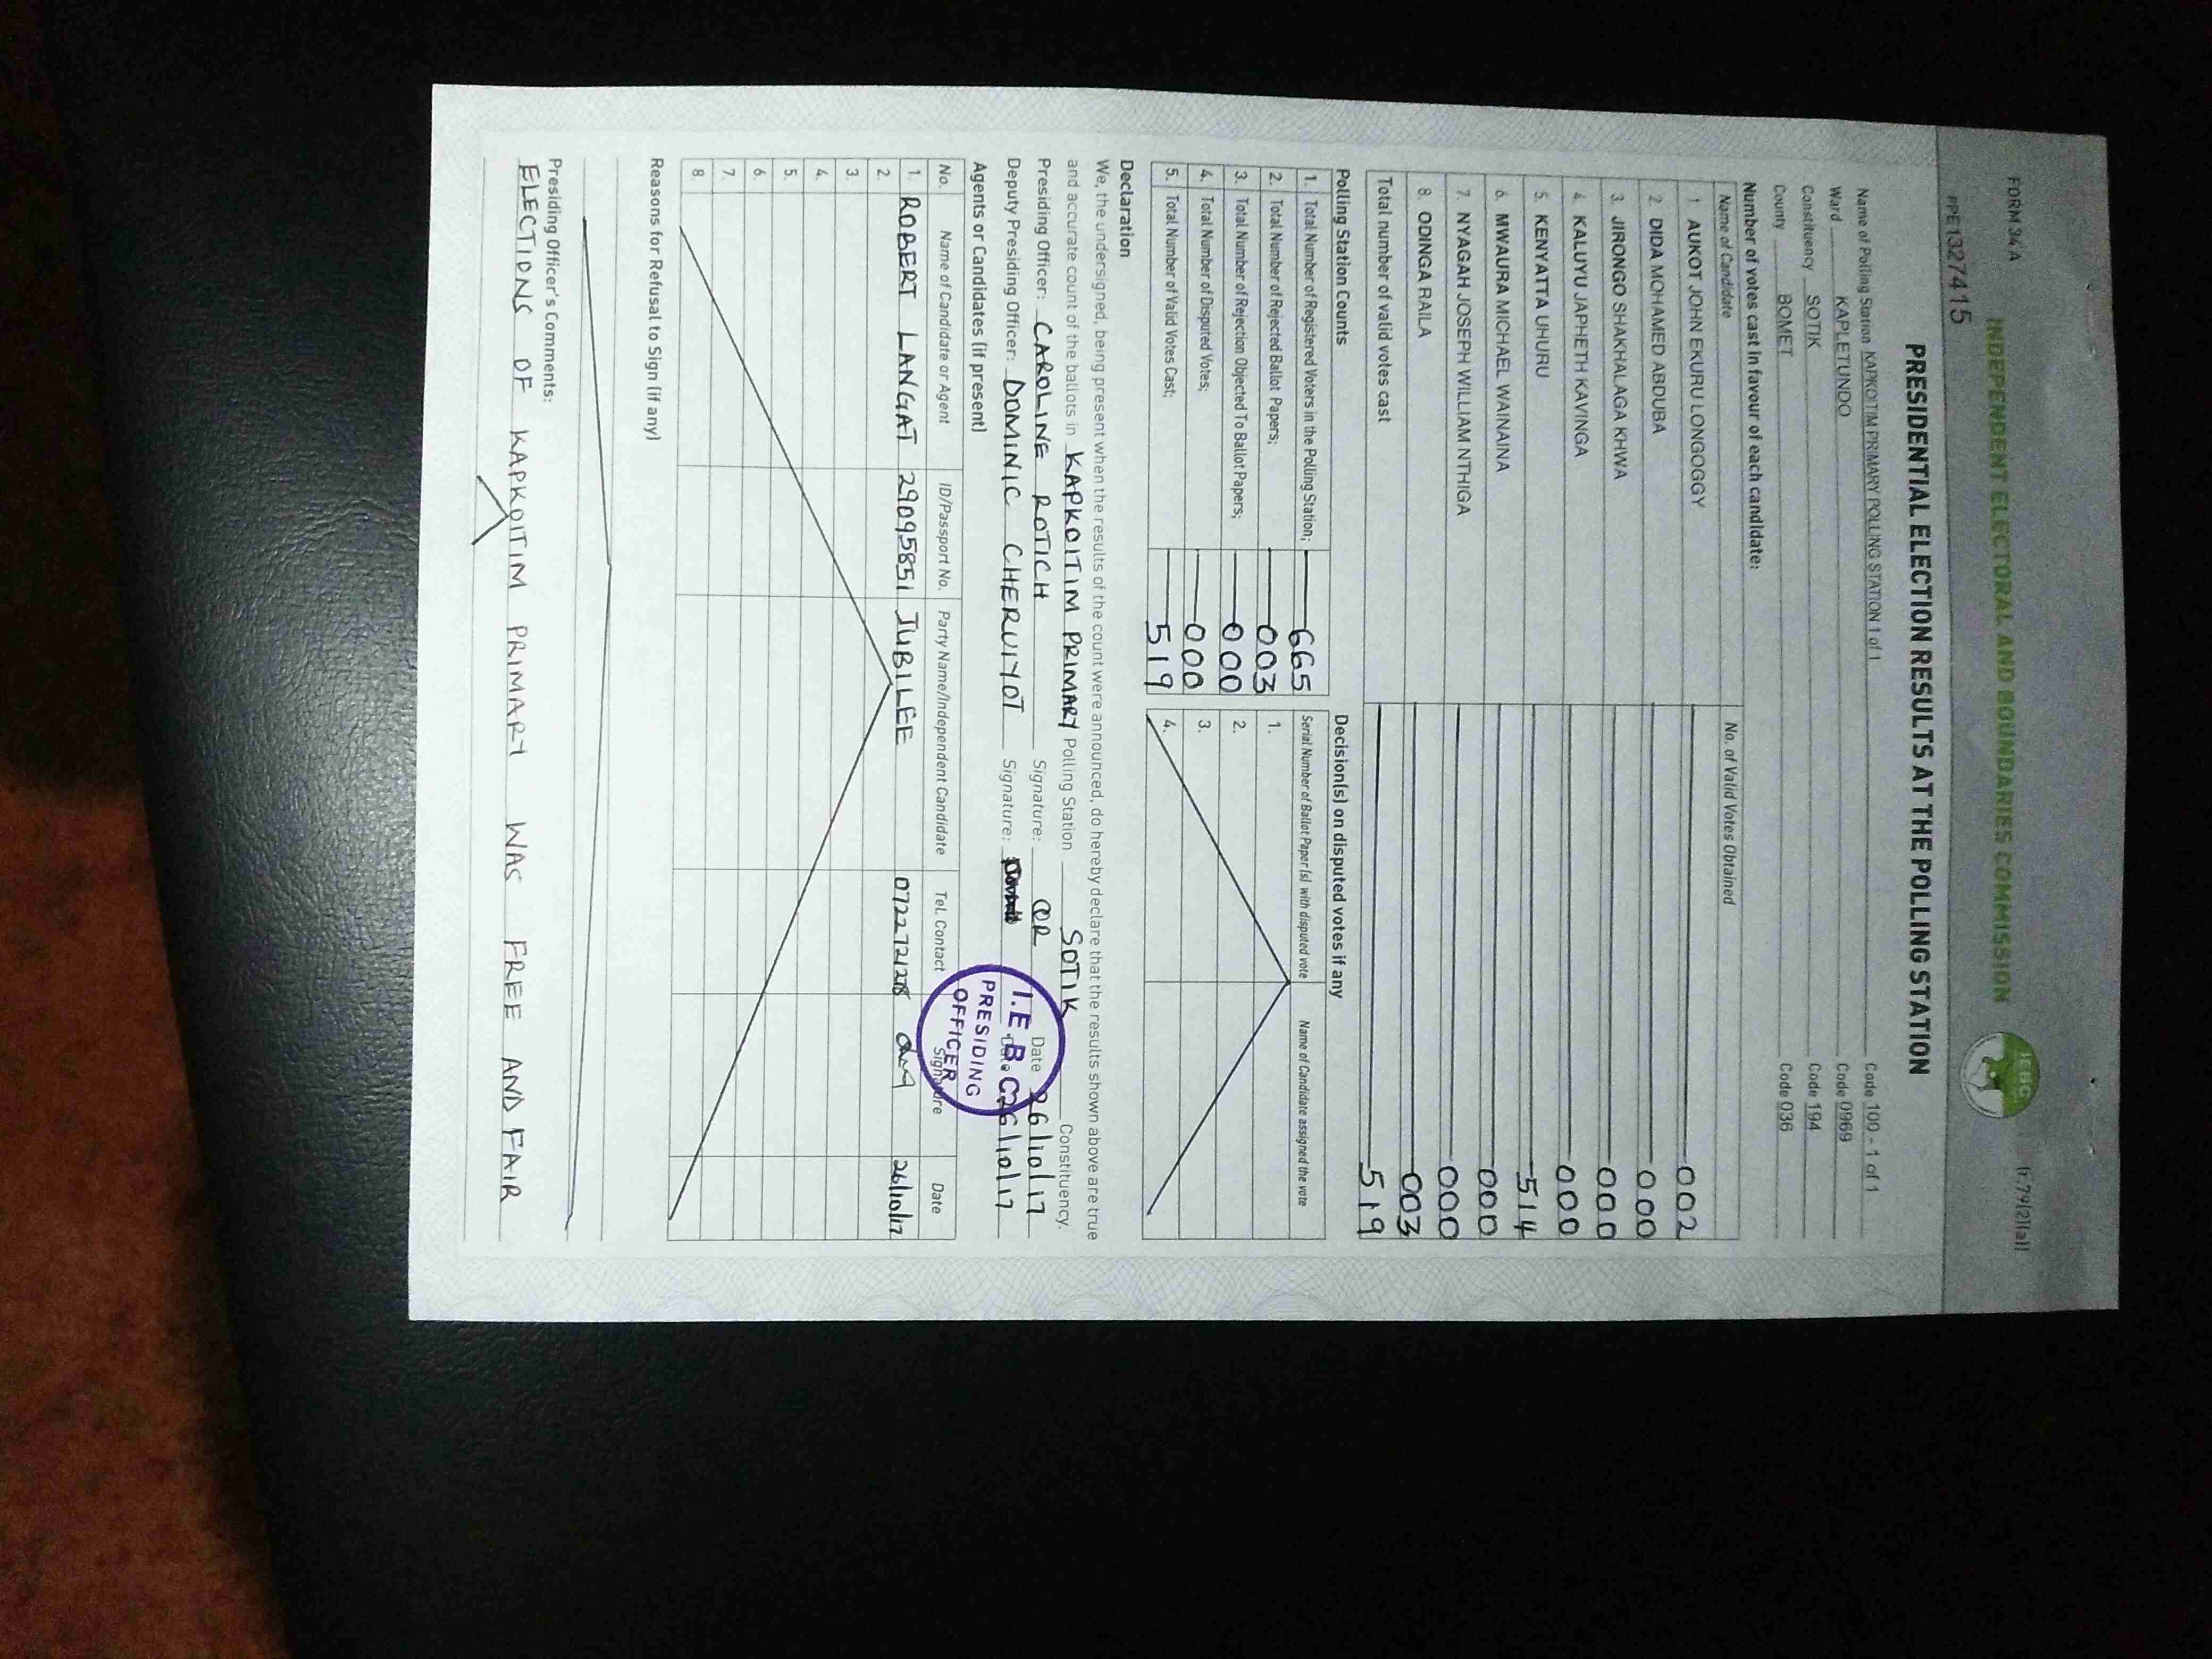 FORM 34A
(r.79(2)(a))
INDEPENDENT ELECTORAL AND BOUNDARIES COMMISSION
IEBC
PPE1327415
PRESIDENTIAL ELECTION RESULTS AT THE POLLING STATION
Name of Polling Station KAPKOITIM PRIMARY POLLING STATION 1 of 1 Code 100 - 1 of 1
Ward KAPLETUNDO Code 0969
Constituency SOTIK Code 194
County BOMET Code 036
Number of votes cast in favour of each candidate:
Name of Candidate No. of Valid Votes Obtained
1 AUKOT JOHN EKURU LONGOGGY 002
2 DIDA MOHAMED ABDUBA 000
3. JIRONGO SHAKHALAGA KHWA 000
4. KALUYU JAPHETH KAVINGA 000
5. KENYATTA UHURU 514
6. MWAURA MICHAEL WAINAINA 000
7. NYAGAH JOSEPH WILLIAM NTHIGA 000
8. ODINGA RAILA 003
Total number of valid votes cast 519
Polling Station Counts
1. Total Number of Registered Voters in the Polling Station; 665
2. Total Number of Rejected Ballot Papers; 003
3. Total Number of Rejection Objected To Ballot Papers; 000
4. Total Number of Disputed Votes; 000
5. Total Number of Valid Votes Cast; 519
Decision(s) on disputed votes if any
Serial Number of Ballot Paper (s) with disputed vote Name of Candidate assigned the vote
1.
2.
3.
4.
Declaration
We, the undersigned, being present when the results of the count were announced, do hereby declare that the results shown above are true
and accurate count of the ballots in KAPKOITIM PRIMARY Polling Station SOTIK Constituency.
Presiding Officer: CAROLINE ROTICH Signature: CR Date 26/10/17
Deputy Presiding Officer: DOMINIC CHERUIYOT Signature: 26/10/17
I.E.B.C
PRESIDING
OFFICER
Agents or Candidates (if present)
No. Name of Candidate or Agent ID/Passport No. Party Name/Independent Candidate Tel. Contact Signature Date
1. ROBERT LANGAT 29095851 JUBILEE 26/10/17
2.
3.
4.
5.
6.
7.
8.
Reasons for Refusal to Sign (if any)
Presiding Officer's Comments:
ELECTIONS OF KAPKOITIM PRIMARY WAS FREE AND FAIR